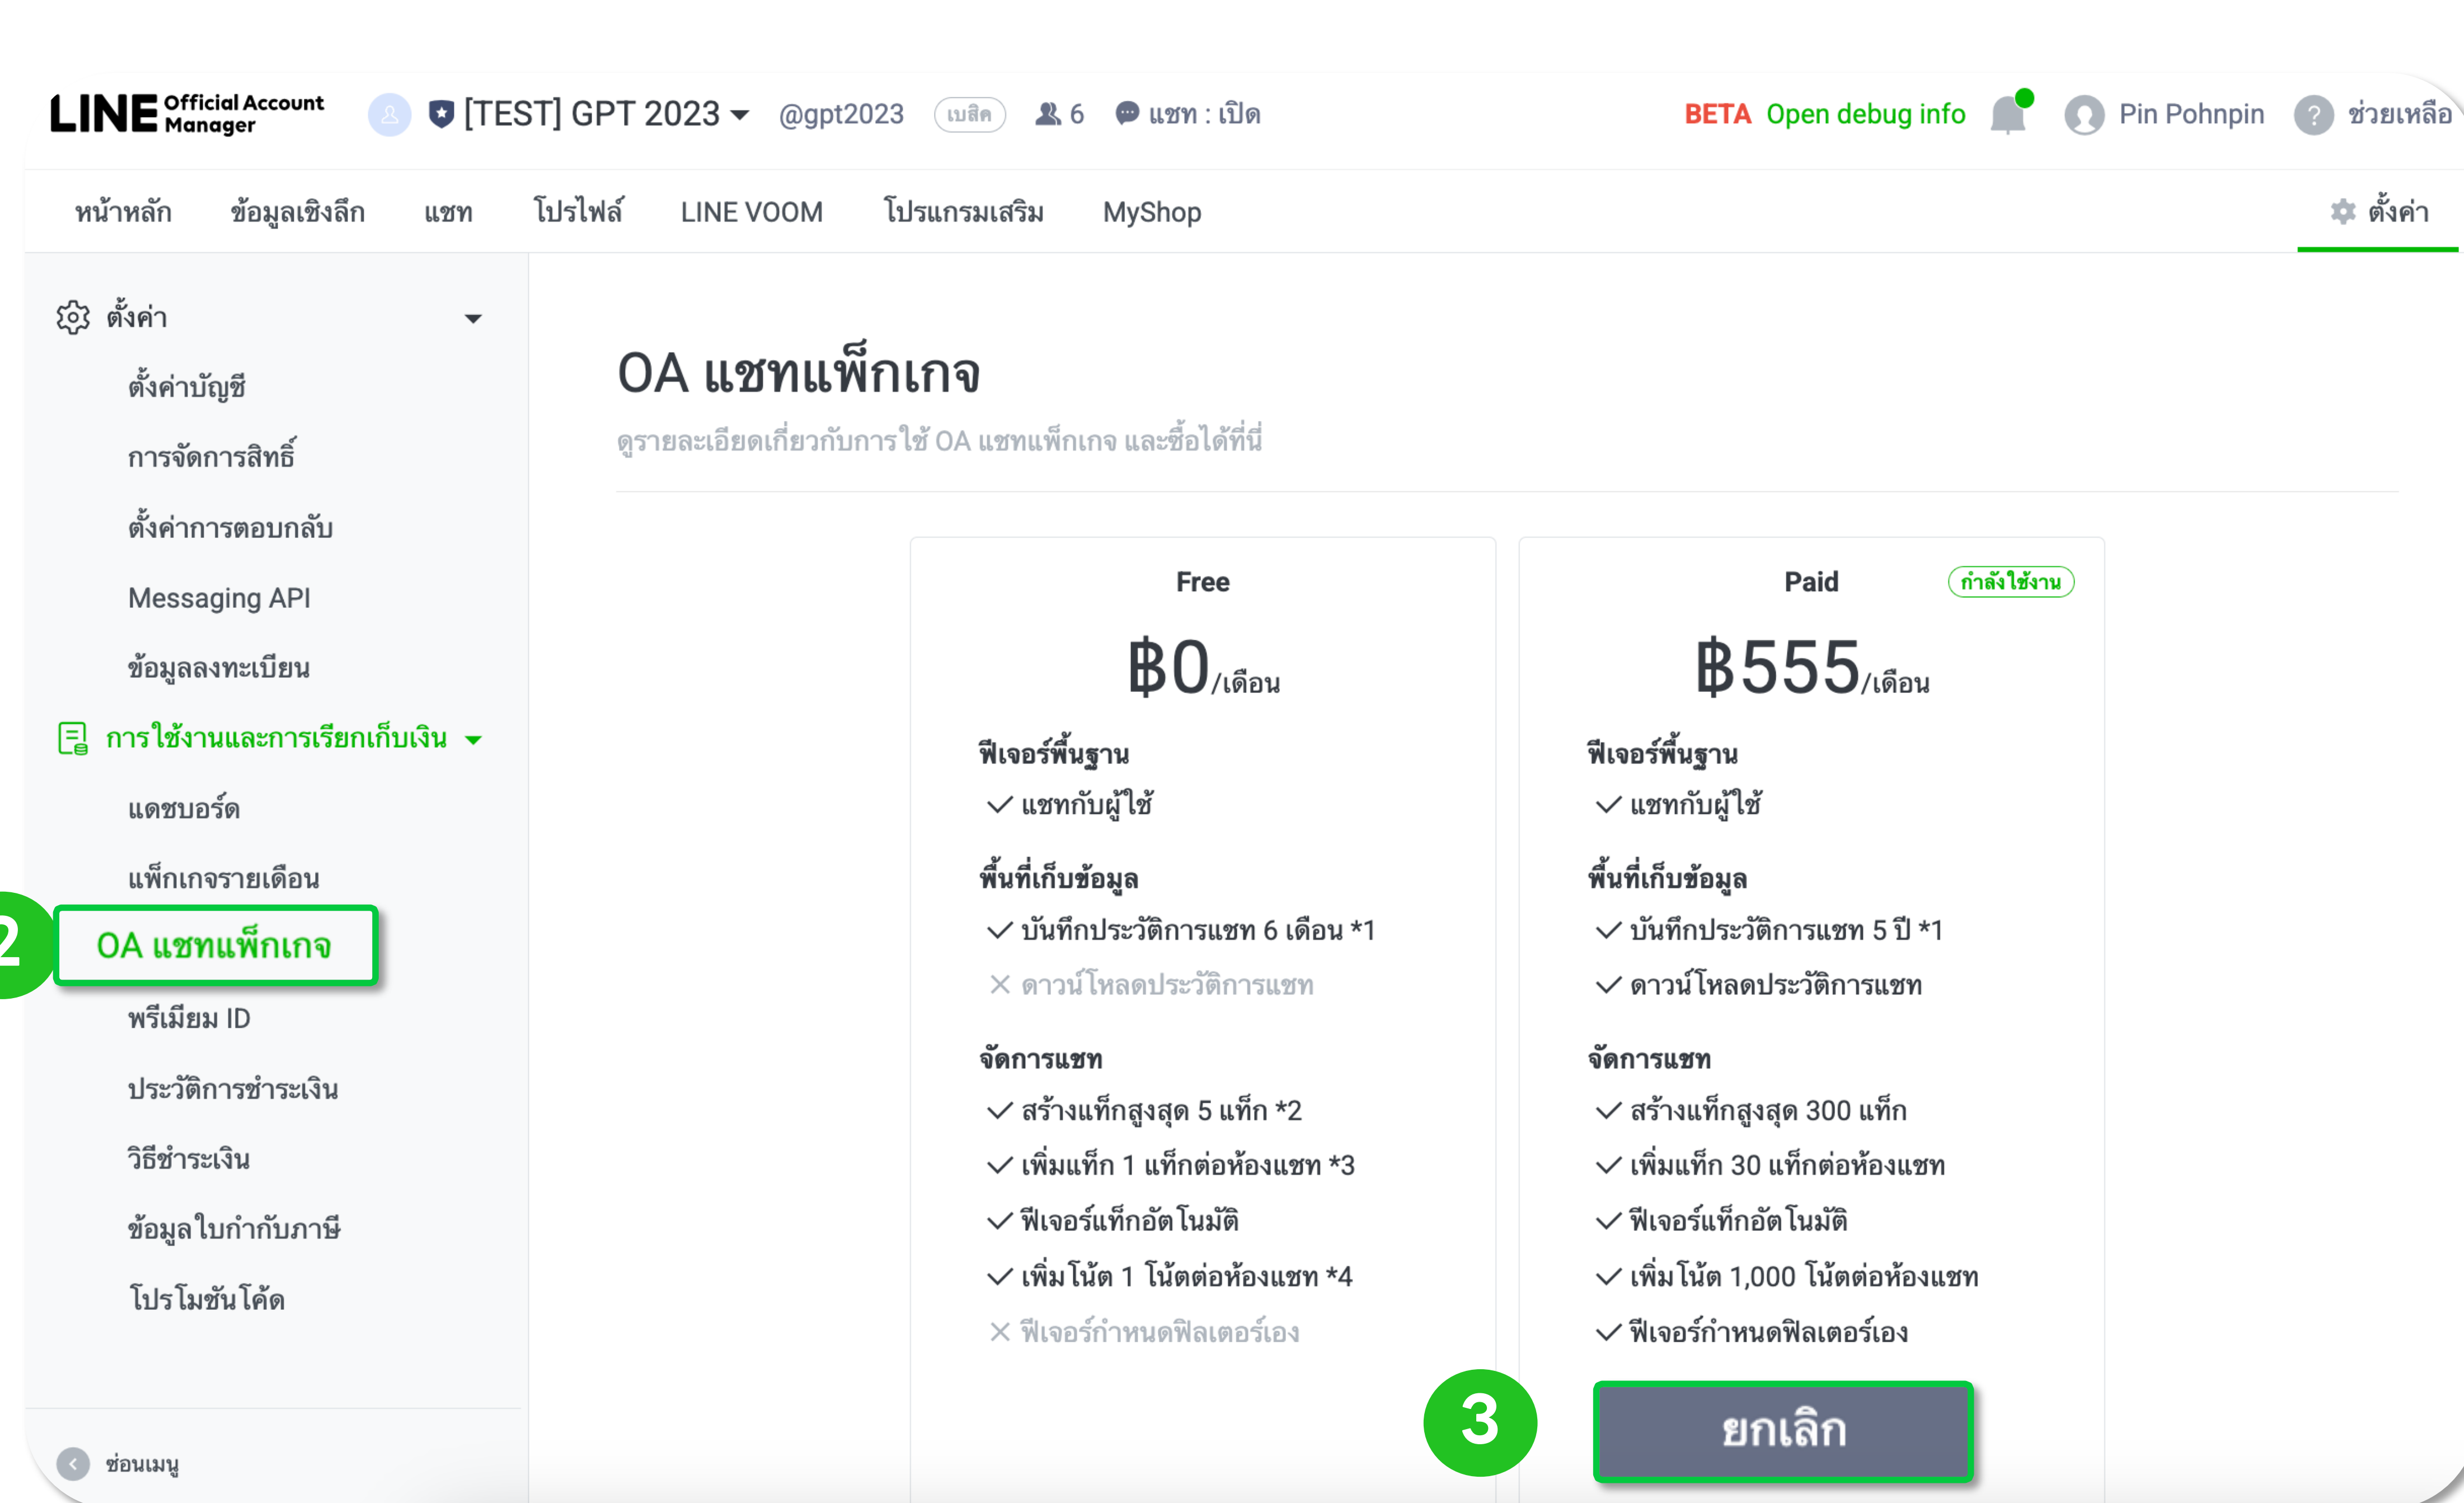 LINE Official Account Manager
[TEST] GPT 2023 @gpt2023 เบสิค 6 แชท : เปิด
BETA Open debug info Pin Pohnpin ? ช่วยเหลือ
หน้าหลัก ข้อมูลเชิงลึก แชท โปรไฟล์ LINE VOOM โปรแกรมเสริม MyShop ตั้งค่า
ตั้งค่า
ตั้งค่าบัญชี
การจัดการสิทธิ์
ตั้งค่าการตอบกลับ
Messaging API
ข้อมูลลงทะเบียน
การใช้งานและการเรียกเก็บเงิน
แดชบอร์ด
แพ็กเกจรายเดือน
2
OA แชทแพ็กเกจ
พรีเมียม ID
ประวัติการชำระเงิน
วิธีชำระเงิน
ข้อมูลใบกำกับภาษี
โปรโมชันโค้ด
ซ่อนเมนู
OA แชทแพ็กเกจ
ดูรายละเอียดเกี่ยวกับการใช้ OA แชทแพ็กเกจ และซื้อได้ที่นี่
Free
฿0/เดือน
ฟีเจอร์พื้นฐาน
แชทกับผู้ใช้
พื้นที่เก็บข้อมูล
บันทึกประวัติการแชท 6 เดือน *1
ดาวน์โหลดประวัติการแชท
จัดการแชท
สร้างแท็กสูงสุด 5 แท็ก *2
เพิ่มแท็ก 1 แท็กต่อห้องแชท *3
ฟีเจอร์แท็กอัตโนมัติ
เพิ่มโน้ต 1 โน้ตต่อห้องแชท *4
ฟีเจอร์กำหนดฟิลเตอร์เอง
Paid กำลังใช้งาน
฿555/เดือน
ฟีเจอร์พื้นฐาน
แชทกับผู้ใช้
พื้นที่เก็บข้อมูล
บันทึกประวัติการแชท 5 ปี *1
ดาวน์โหลดประวัติการแชท
จัดการแชท
สร้างแท็กสูงสุด 300 แท็ก
เพิ่มแท็ก 30 แท็กต่อห้องแชท
ฟีเจอร์แท็กอัตโนมัติ
เพิ่มโน้ต 1,000 โน้ตต่อห้องแชท
ฟีเจอร์กำหนดฟิลเตอร์เอง
3
ยกเลิก